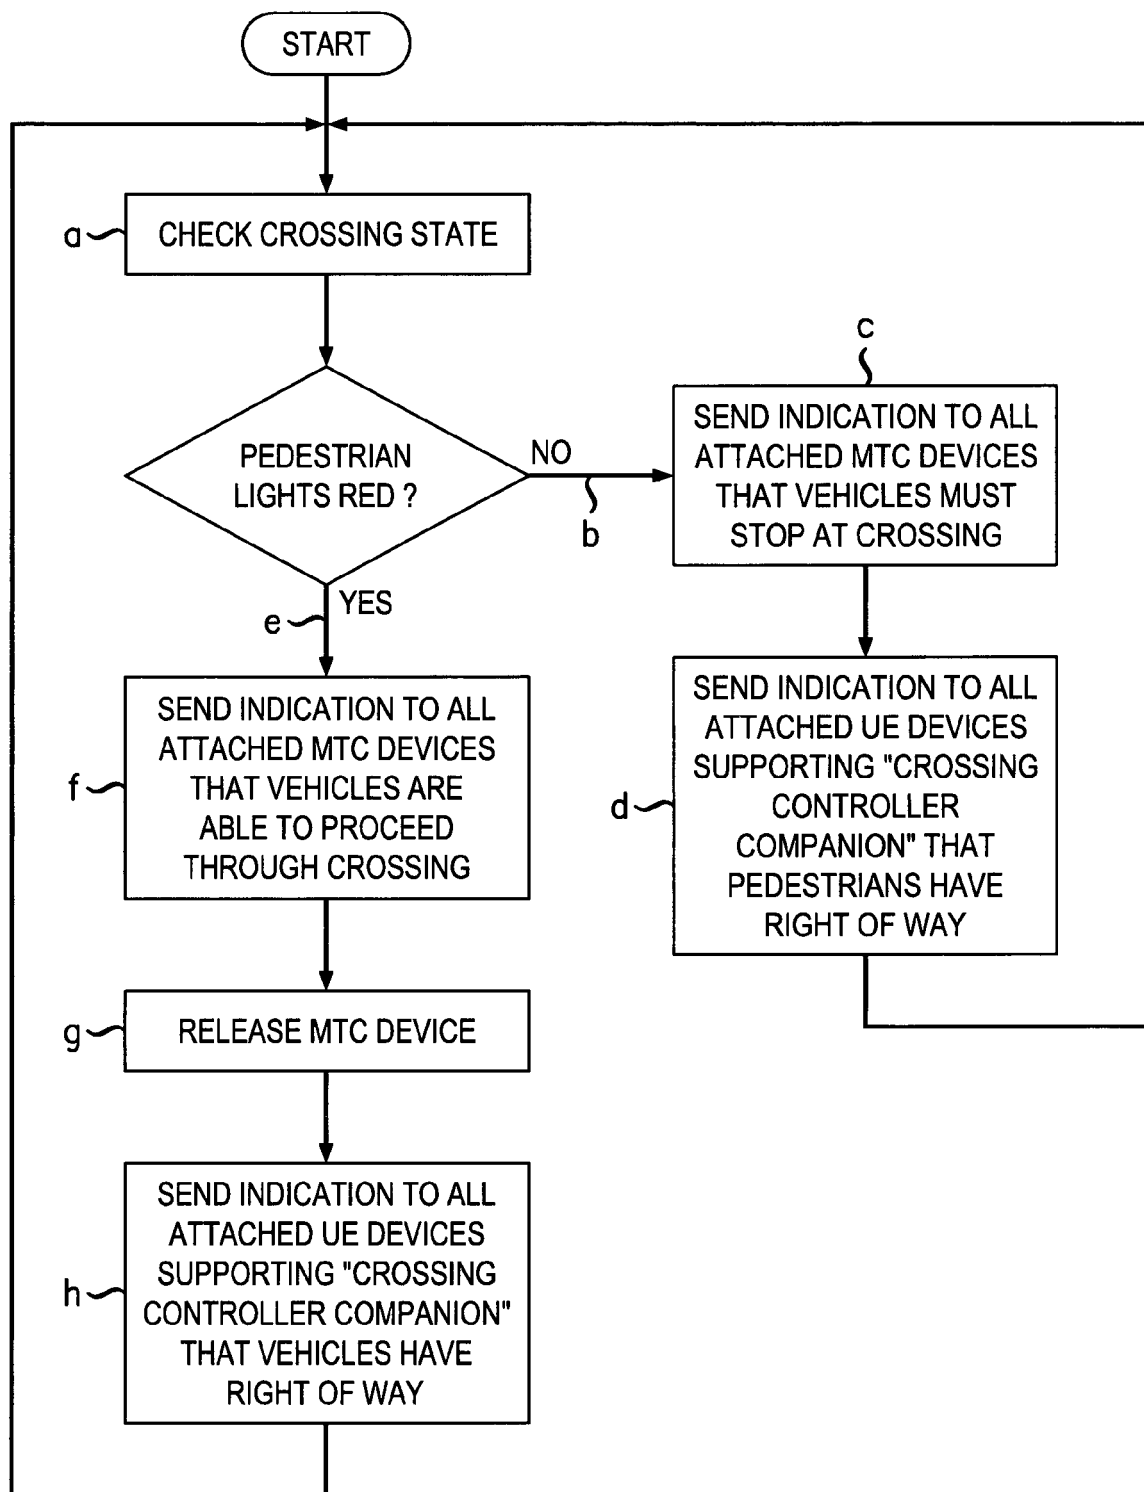 START
a
CHECK CROSSING STATE
PEDESTRIAN
LIGHTS RED ?
NO
b
c
SEND INDICATION TO ALL
ATTACHED MTC DEVICES
THAT VEHICLES MUST
STOP AT CROSSING
d
SEND INDICATION TO ALL
ATTACHED UE DEVICES
SUPPORTING "CROSSING
CONTROLLER
COMPANION" THAT
PEDESTRIANS HAVE
RIGHT OF WAY
e
YES
f
SEND INDICATION TO ALL
ATTACHED MTC DEVICES
THAT VEHICLES ARE
ABLE TO PROCEED
THROUGH CROSSING
g
RELEASE MTC DEVICE
h
SEND INDICATION TO ALL
ATTACHED UE DEVICES
SUPPORTING "CROSSING
CONTROLLER COMPANION"
THAT VEHICLES HAVE
RIGHT OF WAY